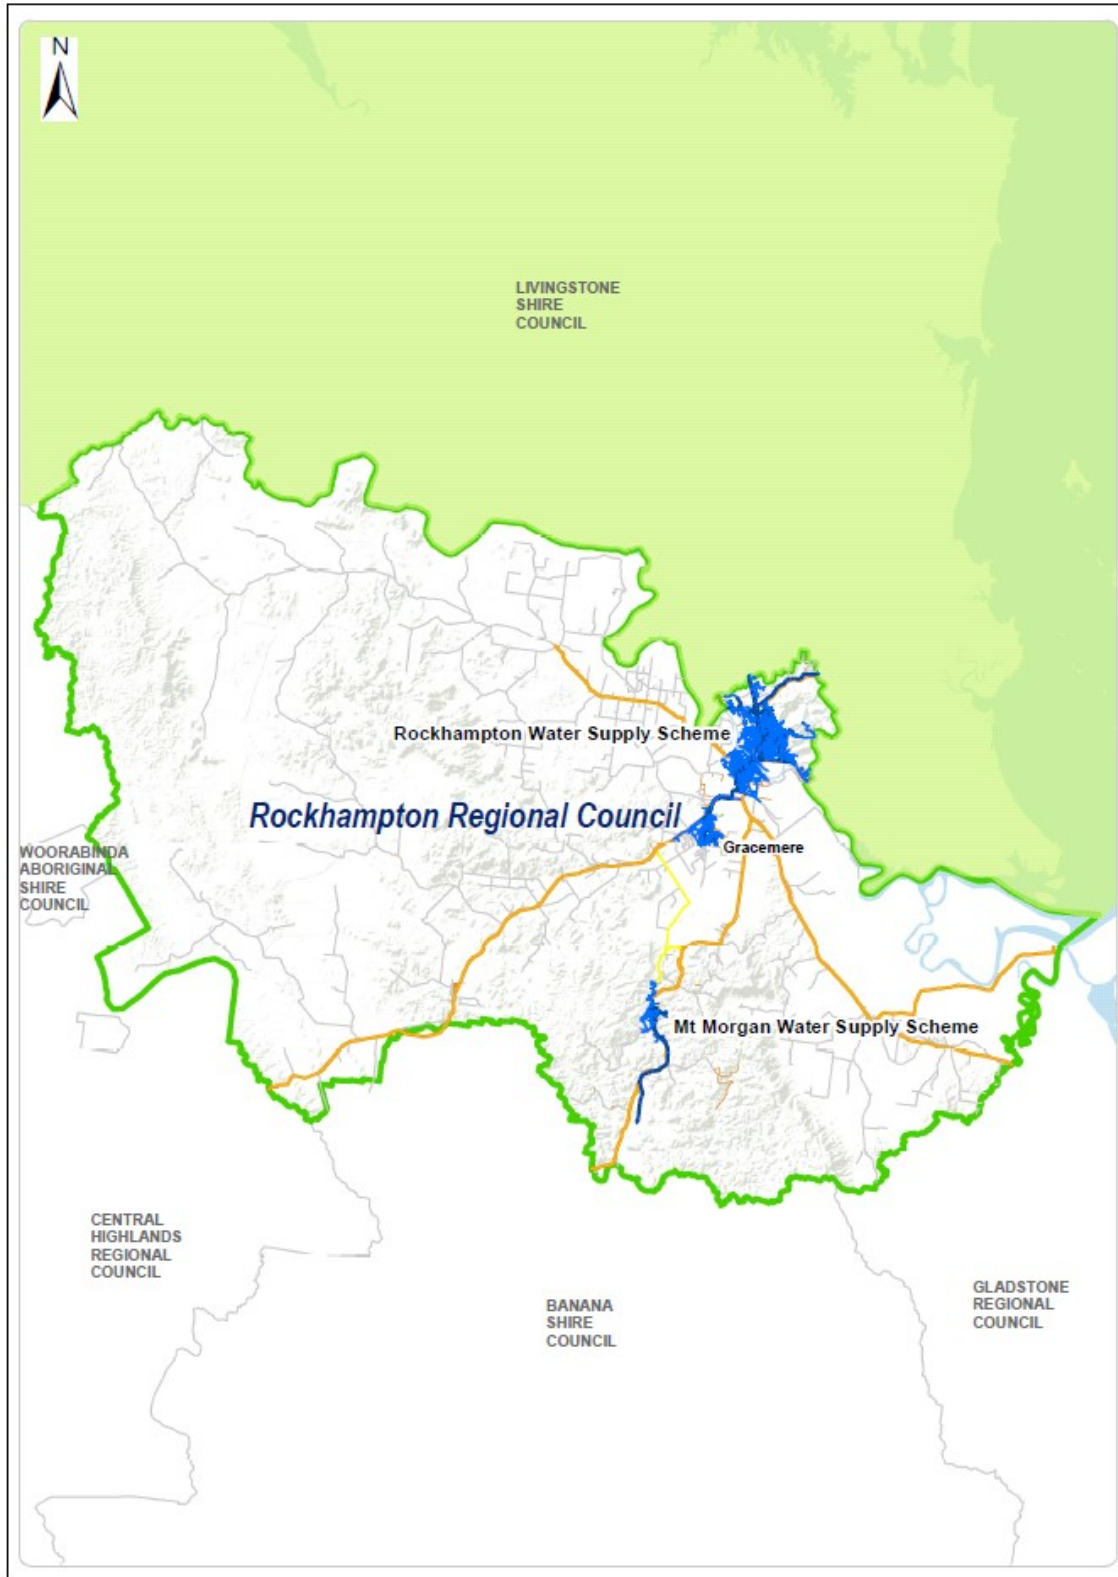 N
LIVINGSTONE
SHIRE
COUNCIL
Rockhampton Water Supply Scheme
Rockhampton Regional Council
Gracemere
WOORABINDA
ABORIGINAL
SHIRE
COUNCIL
Mt Morgan Water Supply Scheme
CENTRAL
HIGHLANDS
REGIONAL
COUNCIL
BANANA
SHIRE
COUNCIL
GLADSTONE
REGIONAL
COUNCIL